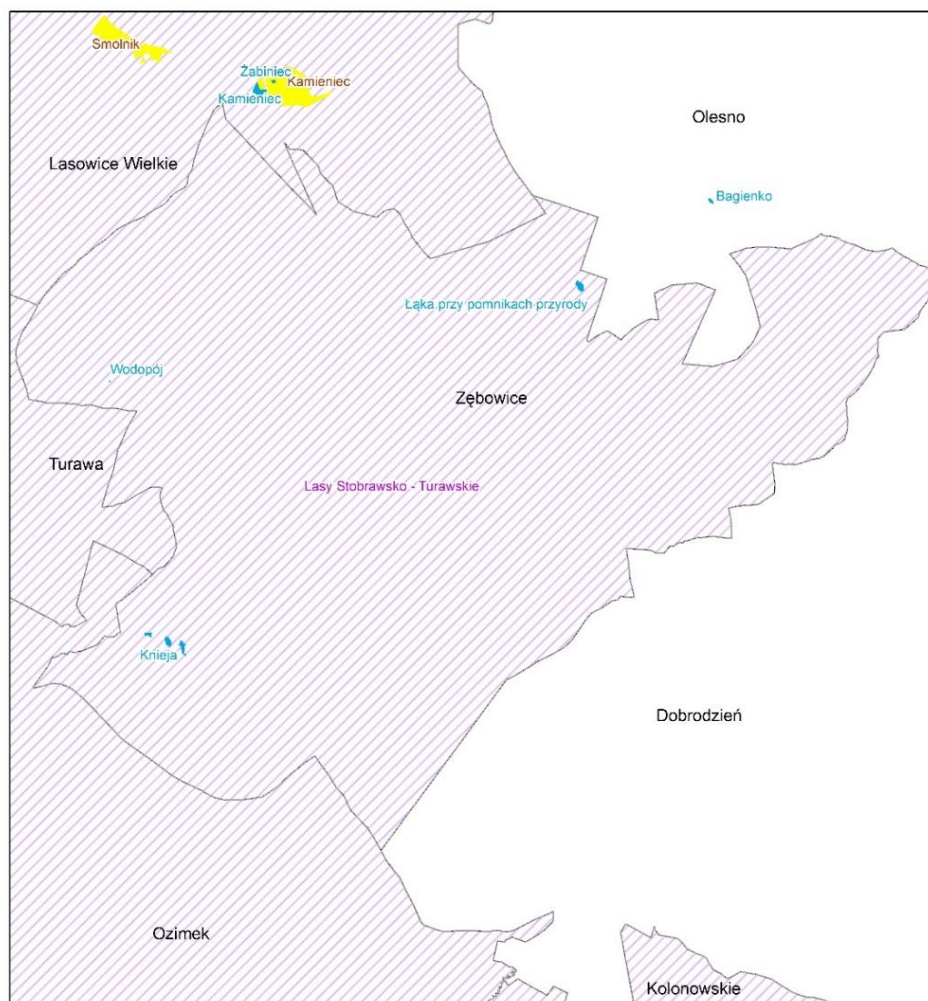 Smolnik
Żabiniec
Kamieniec
Kamieniec
Olesno
Lasowice Wielkie
Bagienko
Łąka przy pomnikach przyrody
Wodopój
Zębowice
Turawa
Lasy Stobrawsko - Turawskie
Knieja
Dobrodzień
Ozimek
Kolonowskie